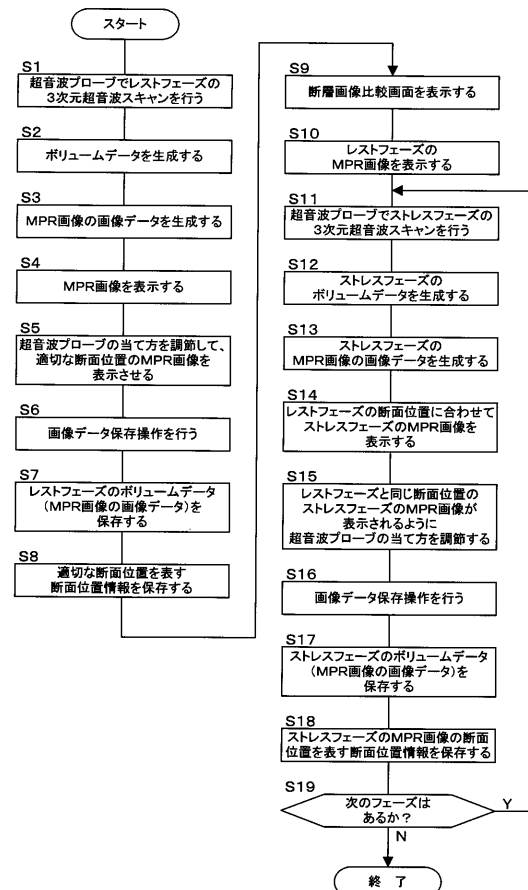 スタート
S1
超音波プローブでレストフェーズの
3次元超音波スキャンを行う
S2
ボリュームデータを生成する
S3
MPR画像の画像データを生成する
S4
MPR画像を表示する
S5
超音波プローブの当て方を調節して、
適切な断面位置のMPR画像を
表示させる
S6
画像データ保存操作を行う
S7
レストフェーズのボリュームデータ
(MPR画像の画像データ)を
保存する
S8
適切な断面位置を表す
断面位置情報を保存する
S9
断層画像比較画面を表示する
S10
レストフェーズの
MPR画像を表示する
S11
超音波プローブでストレスフェーズの
3次元超音波スキャンを行う
S12
ストレスフェーズの
ボリュームデータを生成する
S13
ストレスフェーズの
MPR画像の画像データを生成する
S14
レストフェーズの断面位置に合わせて
ストレスフェーズのMPR画像を
表示する
S15
レストフェーズと同じ断面位置の
ストレスフェーズのMPR画像が
表示されるように
超音波プローブの当て方を調節する
S16
画像データ保存操作を行う
S17
ストレスフェーズのボリュームデータ
(MPR画像の画像データ)を
保存する
S18
ストレスフェーズのMPR画像の断面
位置を表す断面位置情報を保存する
S19
次のフェーズは
あるか?
Y
N
終 了